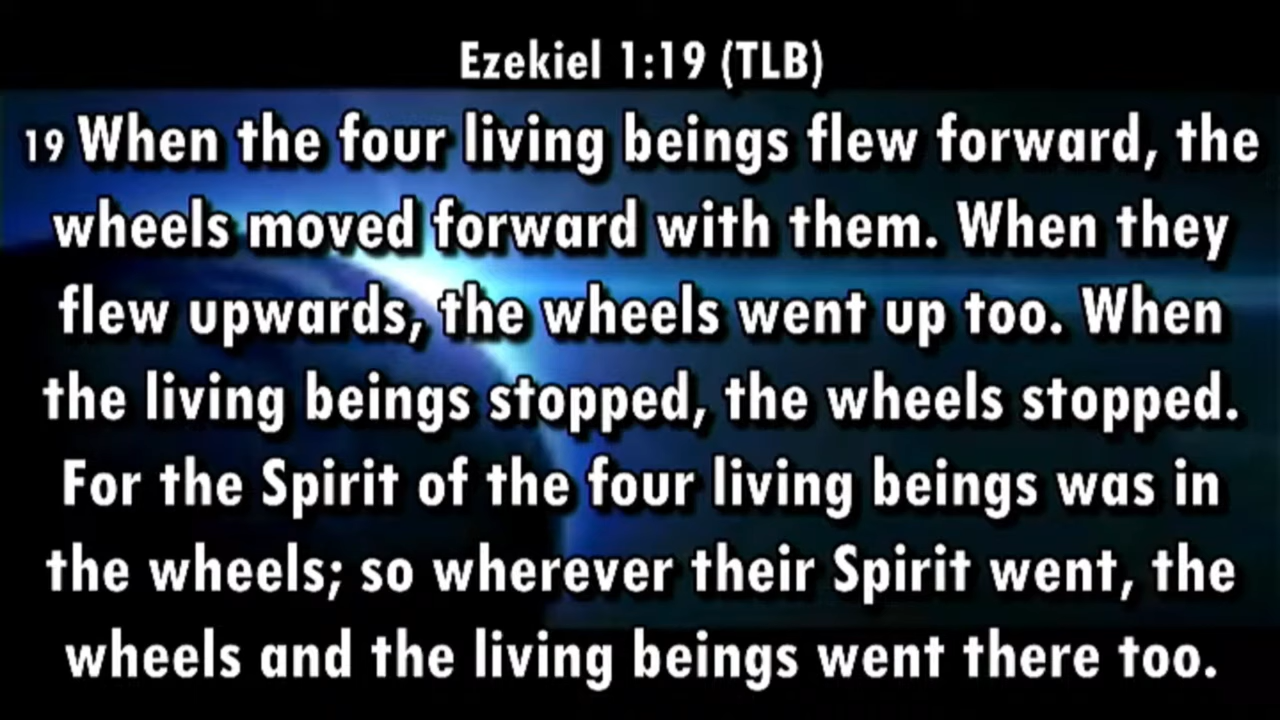 Ezekiel 1:19 (TLB)
19 When the four living beings flew forward, the
wheels moved forward with them. When they
flew upwards, the wheels went up too. When
the living beings stopped, the wheels stopped.
For the Spirit of the four living beings was in
the wheels; so wherever their Spirit went, the
wheels and the living beings went there too.